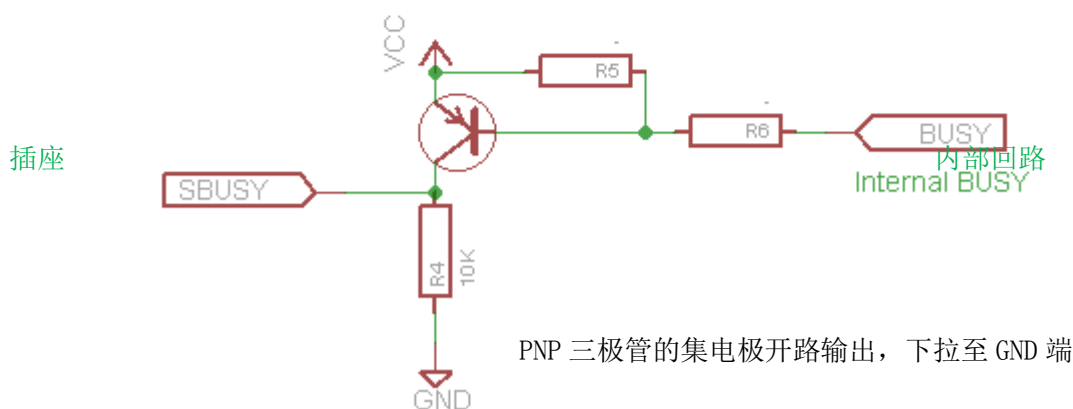 VCC
R5
R6
BUSY
插座
内部回路
Internal BUSY
SBUSY
R4
10K
PNP 三极管的集电极开路输出，下拉至 GND 端
GND